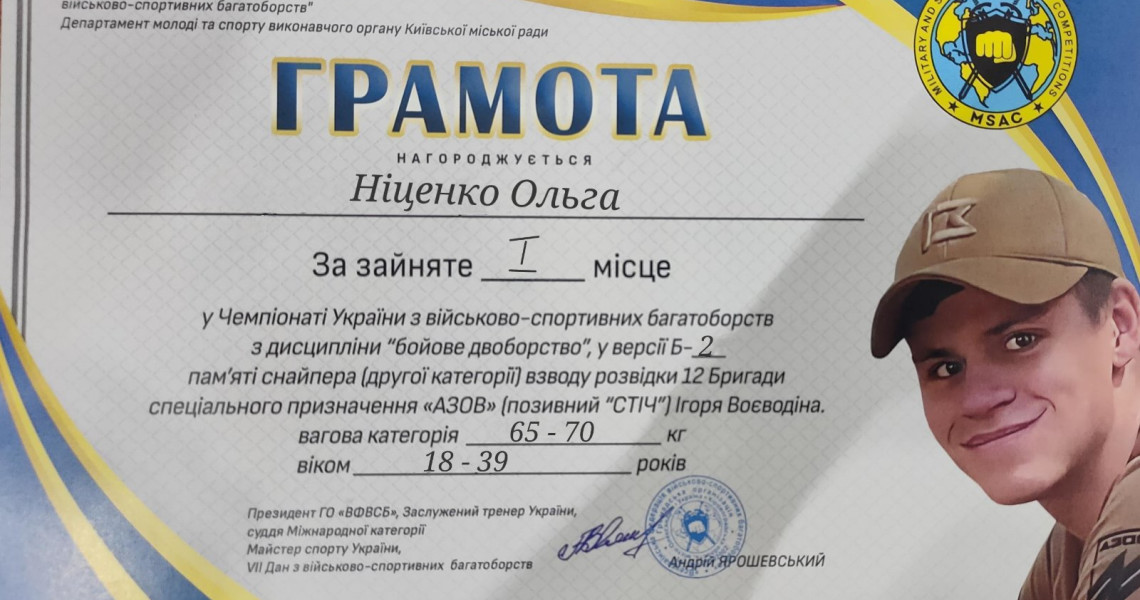 військово-спортивних багатоборств"
Департамент молоді та спорту виконавчого органу Київської міської ради
MILITARY AND S
COMPETITIONS
MSAC
ГРАМОТА
НАГОРОДЖУЄТЬСЯ
Ніценко Ольга
За зайняте I місце
у Чемпіонаті України з військово-спортивних багатоборств
з дисципліни "бойове двоборство", у версії Б-2
пам'яті снайпера (другої категорії) взводу розвідки 12 Бригади
спеціального призначення «АЗОВ» (позивний "СТІЧ") Ігоря Воєводіна.
вагова категорія 65 - 70 кг
віком 18 - 39 років
Президент ГО «ВФВСБ», Заслужений тренер України,
суддя Міжнародної категорії
Майстер спорту України,
VII Дан з військово-спортивних багатоборств
Андрій ЯРОШЕВСЬКИЙ